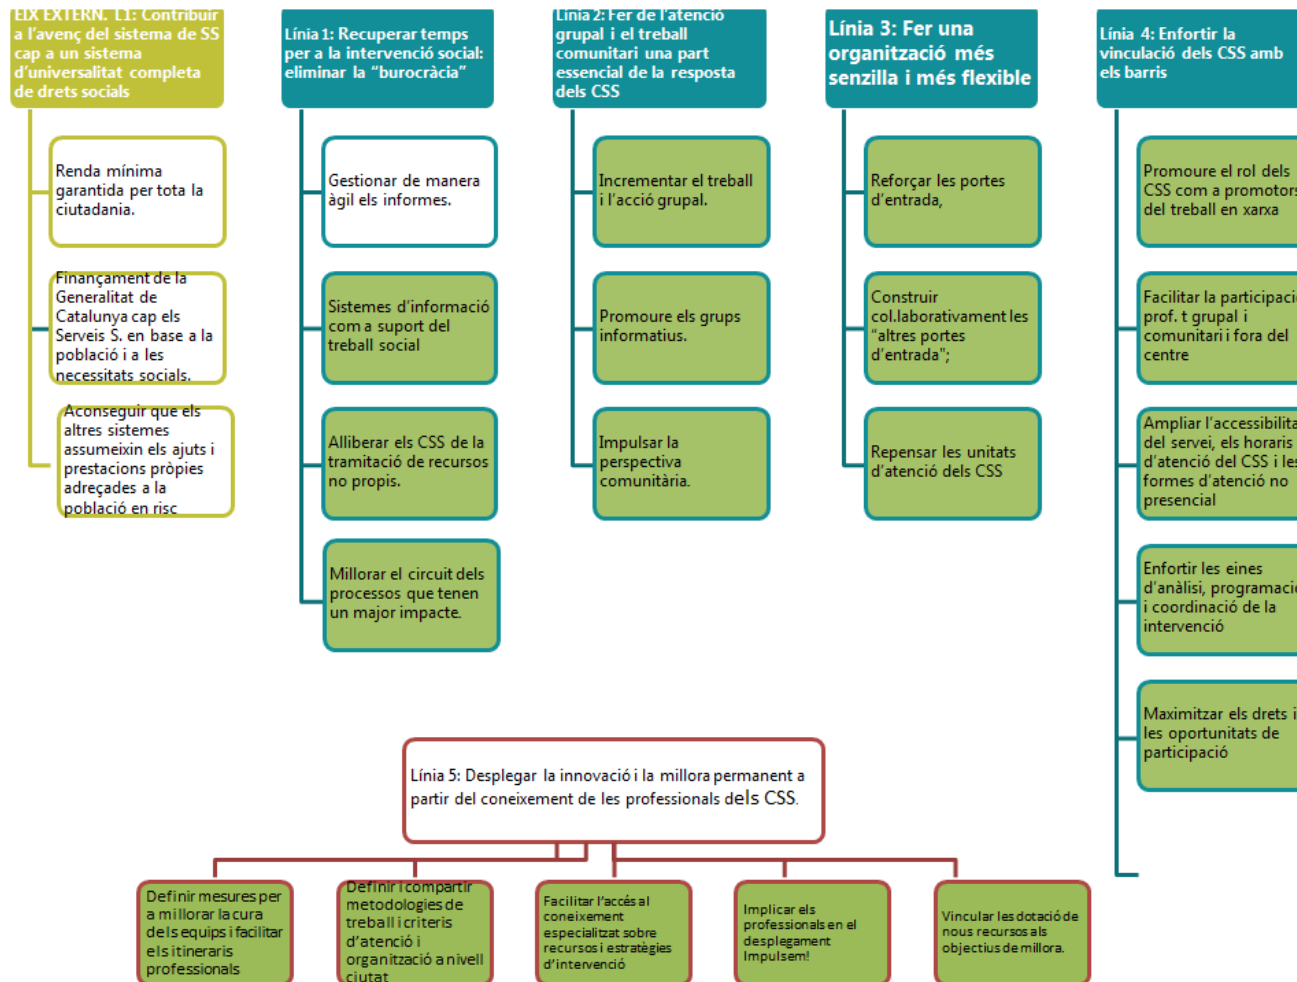 EIX EXTERN. L1: Contribuir
a l'avenç del sistema de SS
cap a un sistema
d'universalitat completa
de drets socials
Renda mínima
garantida per tota la
ciutadania.
Finançament de la
Generalitat de
Catalunya cap els
Serveis S. en base a la
població i a les
necessitats socials.
Aconseguir que els
altres sistemes
assumeixin els ajuts i
prestacions pròpies
adreçades a la
població en risc
Línia 1: Recuperar temps
per a la intervenció social:
eliminar la "burocràcia"
Gestionar de manera
àgil els informes.
Sistemes d'informació
com a suport del
treball social
Alliberar els CSS de la
tramitació de recursos
no propis.
Millorar el circuit dels
processos que tenen
un major impacte.
Línia 2: Fer de l'atenció
grupal i el treball
comunitari una part
essencial de la resposta
dels CSS
Incrementar el treball
i l'acció grupal.
Promoure els grups
informatius.
Impulsar la
perspectiva
comunitària.
Línia 3: Fer una
organització més
senzilla i més flexible
Reforçar les portes
d'entrada,
Construir
col.laborativament les
"altres portes
d'entrada";
Repensar les unitats
d'atenció dels CSS
Línia 4: Enfortir la
vinculació dels CSS amb
els barris
Promoure el rol dels
CSS com a promotors
del treball en xarxa
Facilitar la participació
prof. t grupal i
comunitari i fora del
centre
Ampliar l'accessibilita
del servei, els horaris
d'atenció del CSS i les
formes d'atenció no
presencial
Enfortir les eines
d'anàlisi, programació
i coordinació de la
intervenció
Maximitzar els drets i
les oportunitats de
participació
Línia 5: Desplegar la innovació i la millora permanent a
partir del coneixement de les professionals dels CSS.
Definir mesures per
a millorar la cura
dels equips i facilitar
els itineraris
professionals
Definir i compartir
metodologies de
treball i criteris
d'atenció i
organització a nivell
ciutat
Facilitar l'accés al
coneixement
especialitzat sobre
recursos i estratègies
d'intervenció
Implicar els
professionals en el
desplegament
Impulsem!
Vincular les dotació de
nous recursos als
objectius de millora.